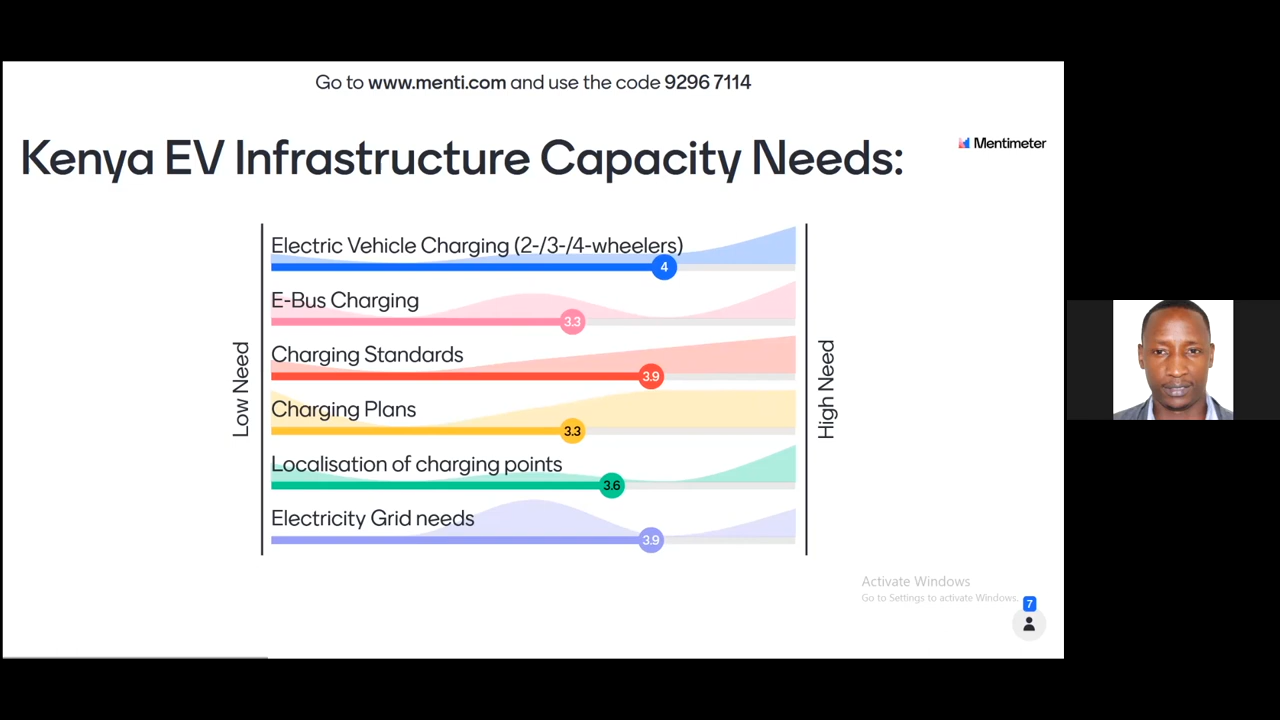 Go to www.menti.com and use the code 9296 7114
Kenya EV Infrastructure Capacity Needs:
Mentimeter
Electric Vehicle Charging (2-/3-/4-wheelers)
4
E-Bus Charging
3.3
Charging Standards
3.9
Charging Plans
3.3
Localisation of charging points
3.6
Electricity Grid needs
3.9
Low Need
High Need
Activate Windows
Go to Settings to activate Windows.
7